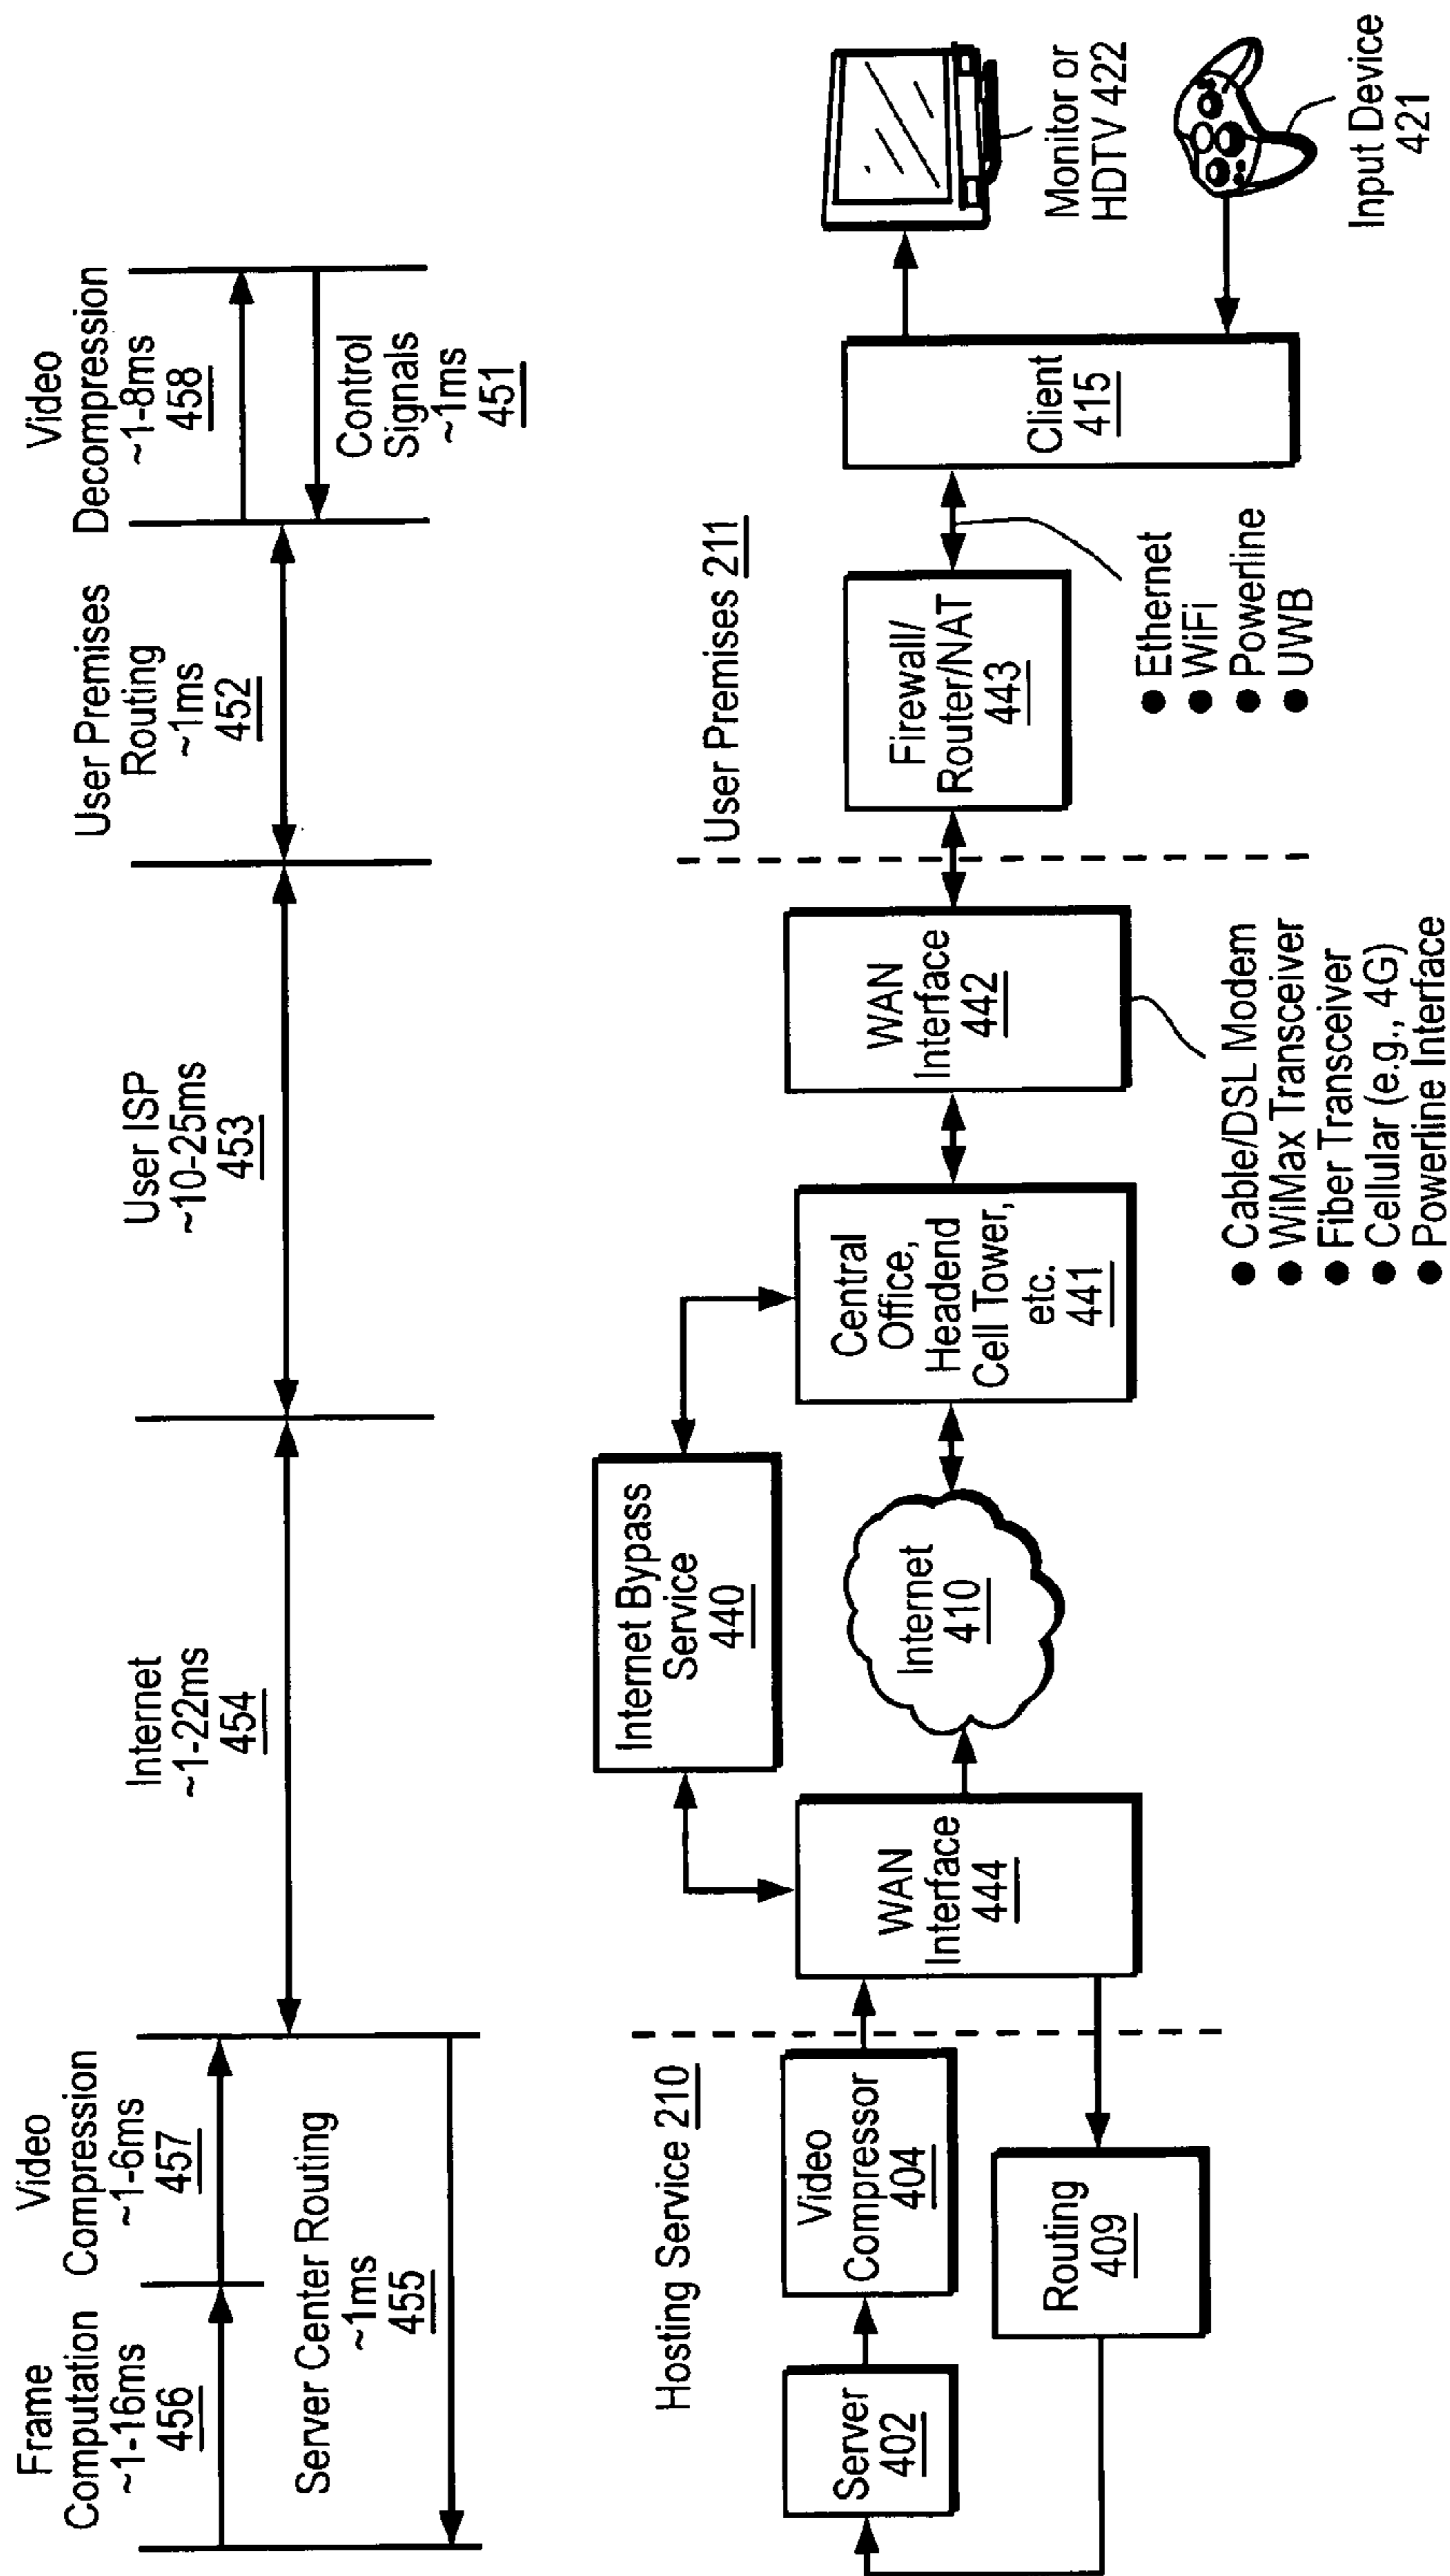 Frame
Computation
~1-16ms
456
Video
Compression
~1-6ms
457
Server Center Routing
~1ms
455
Internet
~1-22ms
454
User ISP
~10-25ms
453
User Premises
Routing
~1ms
452
Video
Decompression
~1-8ms
458
Control
Signals
~1ms
451
Hosting Service 210
Server
402
Video
Compressor
404
Routing
409
WAN
Interface
444
Internet Bypass
Service
440
Internet
410
Central
Office,
Headend
Cell Tower,
etc.
441
WAN
Interface
442
● Cable/DSL Modem
● WiMax Transceiver
● Fiber Transceiver
● Cellular (e.g., 4G)
● Powerline Interface
User Premises 211
Firewall/
Router/NAT
443
● Ethernet
● WiFi
● Powerline
● UWB
Client
415
Monitor or
HDTV 422
Input Device
421